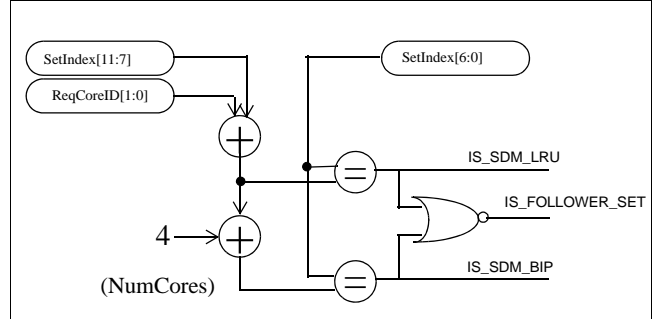 SetIndex[11:7]
SetIndex[6:0]
ReqCoreID[1:0]
+
=
IS_SDM_LRU
IS_FOLLOWER_SET
4
+
=
IS_SDM_BIP
(NumCores)